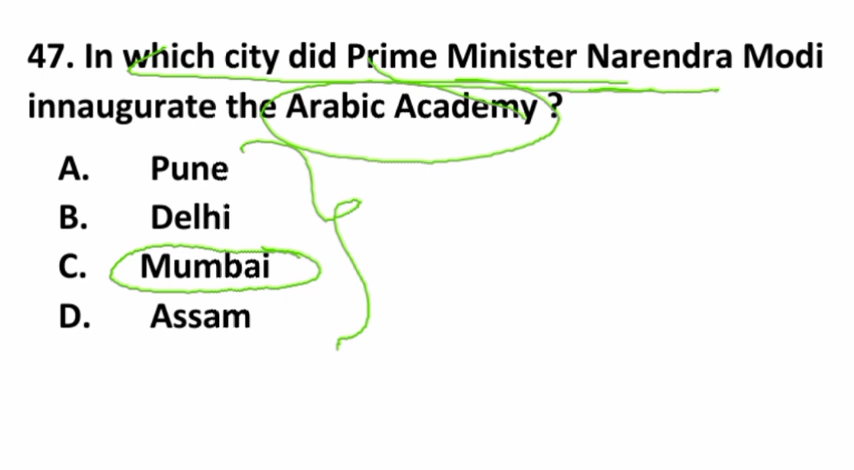 47. In which city did Prime Minister Narendra Modi
innaugurate the Arabic Academy ?
A. Pune
B. Delhi
C. Mumbai
D. Assam